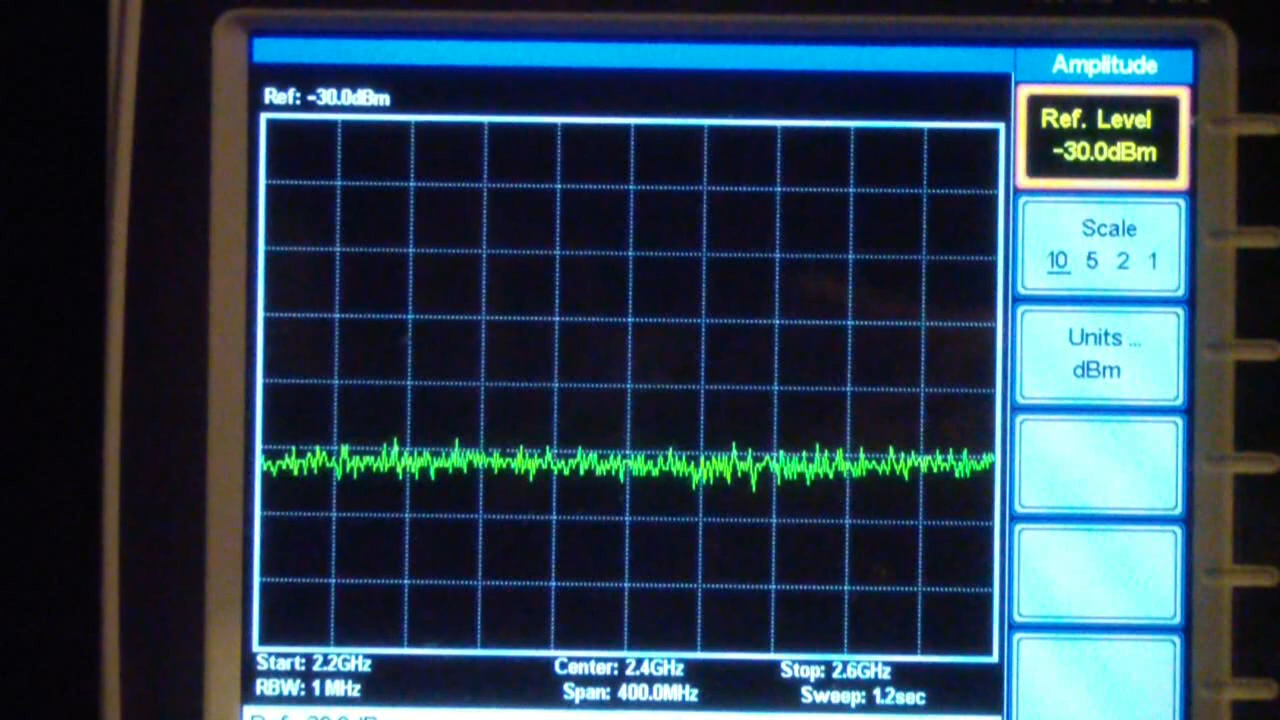 Amplitude
Ref: -30.0dBm
Ref. Level
-30.0dBm
Scale
10 5 2 1
Units ...
dBm
Start: 2.2GHz Center: 2.4GHz Stop: 2.6GHz
RBW: 1 MHz Span: 400.0MHz Sweep: 1.2sec